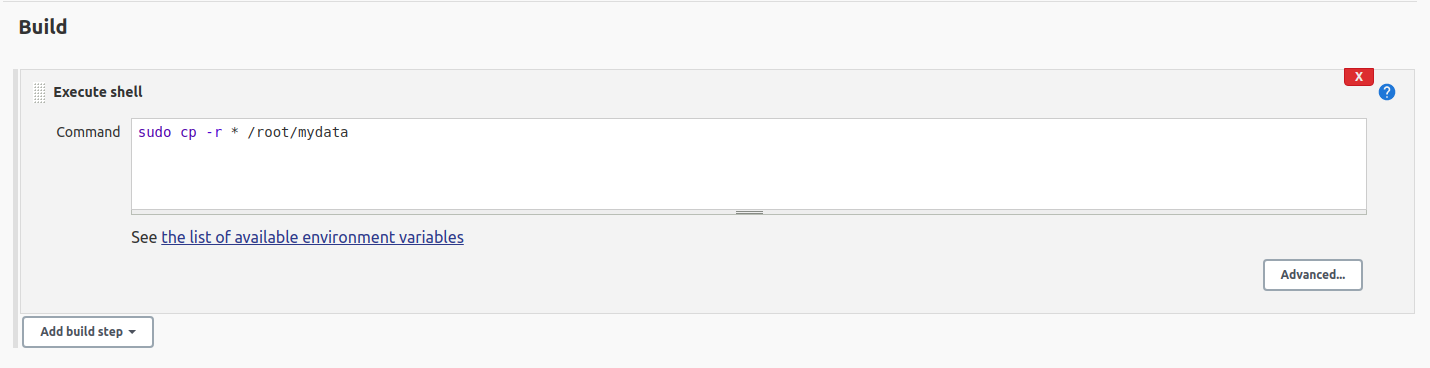 Build
X
Execute shell
?
Command
sudo cp -r * /root/mydata
See the list of available environment variables
Advanced...
Add build step